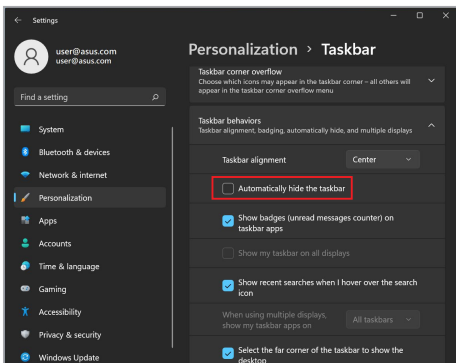 Settings
user@asus.com
user@asus.com
Find a setting
System
Bluetooth & devices
Network & internet
Personalization
Apps
Accounts
Time & language
Gaming
Accessibility
Privacy & security
Windows Update
Personalization > Taskbar
Taskbar corner overflow
Choose which icons may appear in the taskbar corner – all others will
appear in the taskbar corner overflow menu
Taskbar behaviors
Taskbar alignment, badging, automatically hide, and multiple displays
Taskbar alignment
Center
Automatically hide the taskbar
Show badges (unread messages counter) on
taskbar apps
Show my taskbar on all displays
Show recent searches when I hover over the search
icon
When using multiple displays,
show my taskbar apps on
All taskbars
Select the far corner of the taskbar to show the
desktop